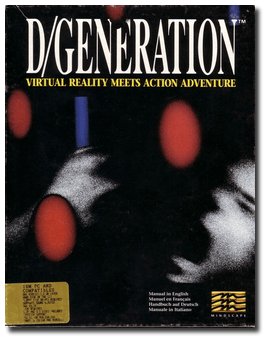 D/GENERATION
TM
VIRTUAL REALITY MEETS ACTION ADVENTURE
Manual in English
Manuel en Français
Handbuch auf Deutsch
Manuale in Italiano
MINDSCAPE
IBM PC AND
COMPATIBLES